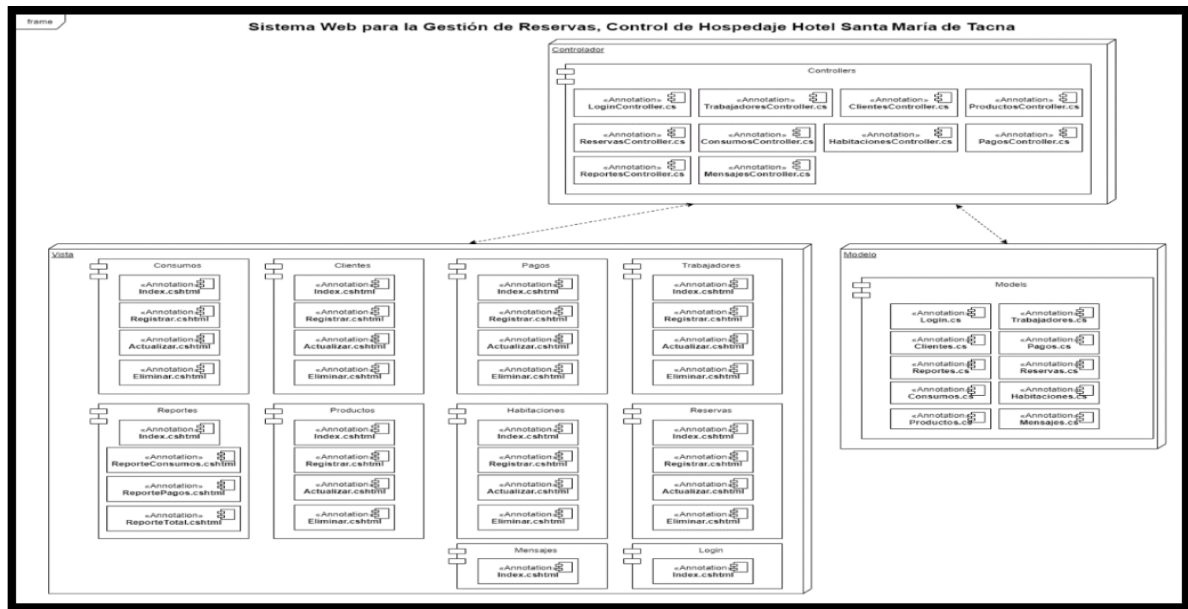 frame
Sistema Web para la Gestión de Reservas, Control de Hospedaje Hotel Santa María de Tacna
Controlador
Controllers
«Annotation»
LoginController.cs
«Annotation»
TrabajadoresController.cs
«Annotation»
ClientesController.cs
«Annotation»
ProductosController.cs
«Annotation»
ReservasController.cs
«Annotation»
ConsumosController.cs
«Annotation»
HabitacionesController.cs
«Annotation»
PagosController.cs
«Annotation»
ReportesController.cs
«Annotation»
MensajesController.cs
Vista
Consumos
«Annotation»
Index.cshtml
«Annotation»
Registrar.cshtml
«Annotation»
Actualizar.cshtml
«Annotation»
Eliminar.cshtml
Clientes
«Annotation»
Index.cshtml
«Annotation»
Registrar.cshtml
«Annotation»
Actualizar.cshtml
«Annotation»
Eliminar.cshtml
Pagos
«Annotation»
Index.cshtml
«Annotation»
Registrar.cshtml
«Annotation»
Actualizar.cshtml
«Annotation»
Eliminar.cshtml
Trabajadores
«Annotation»
Index.cshtml
«Annotation»
Registrar.cshtml
«Annotation»
Actualizar.cshtml
«Annotation»
Eliminar.cshtml
Reportes
«Annotation»
Index.cshtml
«Annotation»
ReporteConsumos.cshtml
«Annotation»
ReportePagos.cshtml
«Annotation»
ReporteTotal.cshtml
Productos
«Annotation»
Index.cshtml
«Annotation»
Registrar.cshtml
«Annotation»
Actualizar.cshtml
«Annotation»
Eliminar.cshtml
Habitaciones
«Annotation»
Index.cshtml
«Annotation»
Registrar.cshtml
«Annotation»
Actualizar.cshtml
«Annotation»
Eliminar.cshtml
Reservas
«Annotation»
Index.cshtml
«Annotation»
Registrar.cshtml
«Annotation»
Actualizar.cshtml
«Annotation»
Eliminar.cshtml
Mensajes
«Annotation»
Index.cshtml
Login
«Annotation»
Index.cshtml
Modelo
Models
«Annotation»
Login.cs
«Annotation»
Trabajadores.cs
«Annotation»
Clientes.cs
«Annotation»
Pagos.cs
«Annotation»
Reportes.cs
«Annotation»
Reservas.cs
«Annotation»
Consumos.cs
«Annotation»
Habitaciones.cs
«Annotation»
Productos.cs
«Annotation»
Mensajes.cs